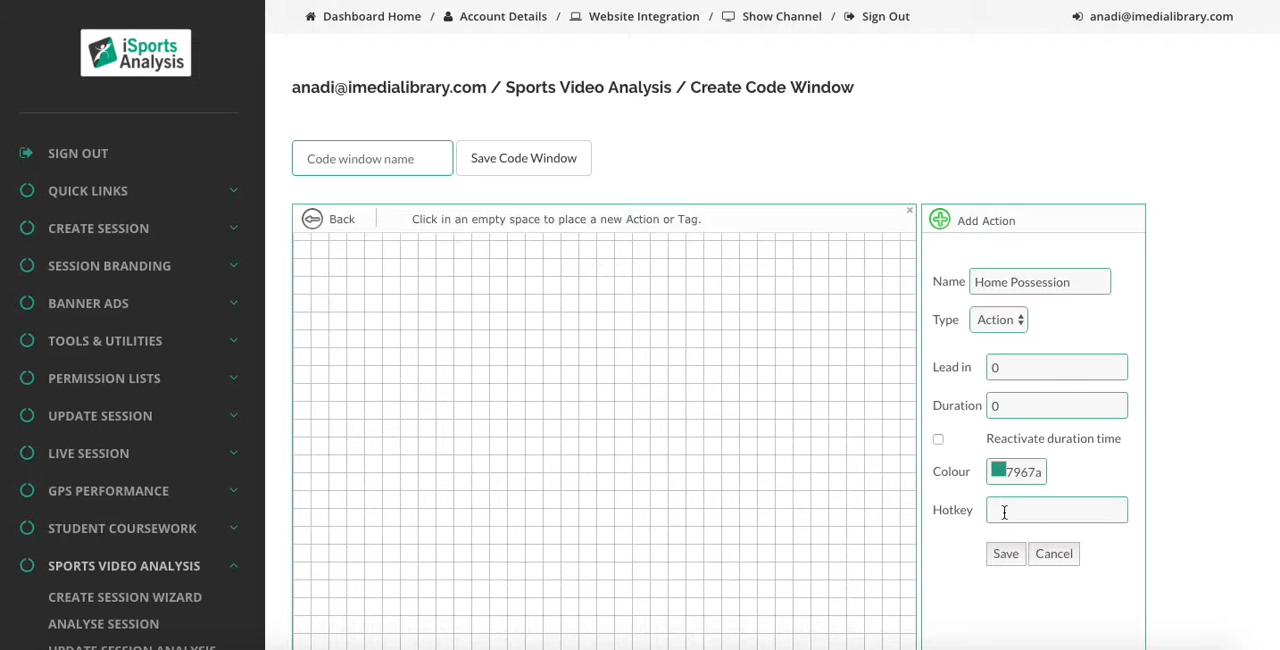 Dashboard Home / Account Details / Website Integration / Show Channel / Sign Out
anadi@imedialibrary.com
iSports
Analysis
anadi@imedialibrary.com / Sports Video Analysis / Create Code Window
SIGN OUT
QUICK LINKS
CREATE SESSION
SESSION BRANDING
BANNER ADS
TOOLS & UTILITIES
PERMISSION LISTS
UPDATE SESSION
LIVE SESSION
GPS PERFORMANCE
STUDENT COURSEWORK
SPORTS VIDEO ANALYSIS
CREATE SESSION WIZARD
ANALYSE SESSION
UPDATE SESSION ANALYSIS
Code window name
Save Code Window
Back
Click in an empty space to place a new Action or Tag.
×
Add Action
Name Home Possession
Type Action
Lead in 0
Duration 0
Reactivate duration time
Colour 7967a
Hotkey
Save Cancel